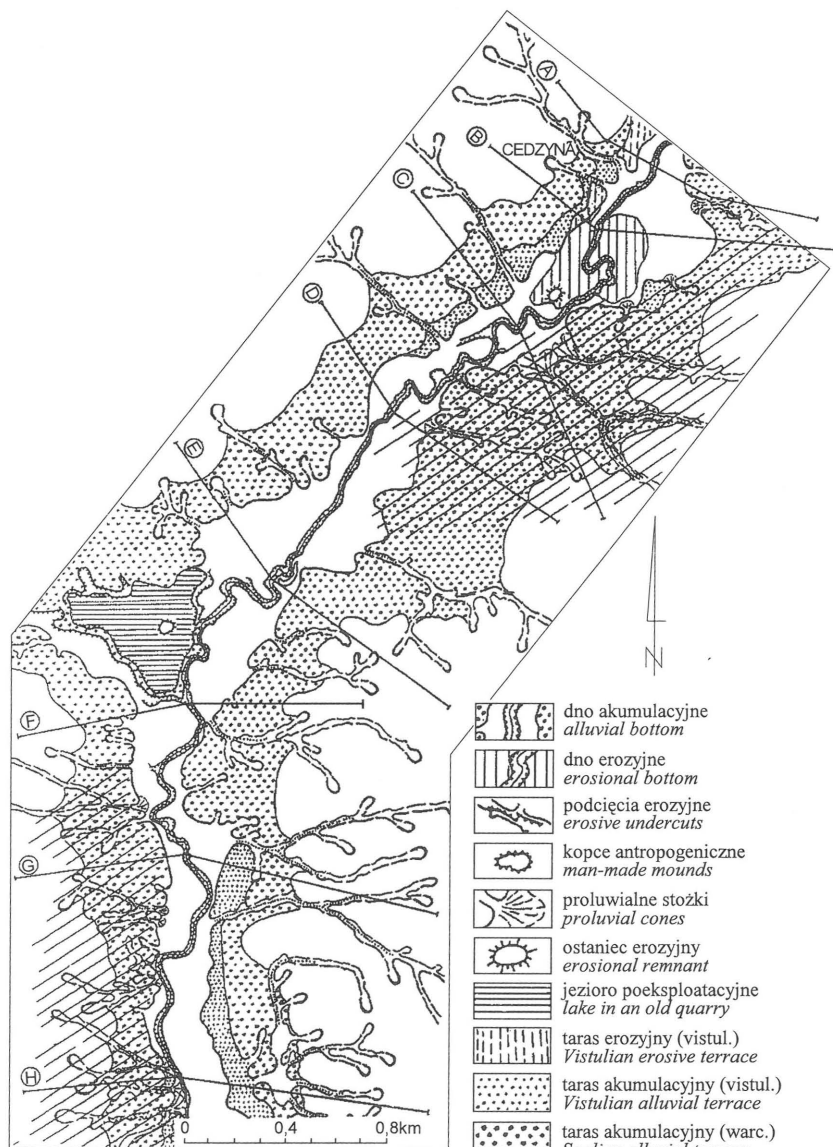 A
B
CEDZYNA
C
D
E
N
F
G
H
0 0,4 0,8km
dno akumulacyjne
alluvial bottom
dno erozyjne
erosional bottom
podcięcia erozyjne
erosive undercuts
kopce antropogeniczne
man-made mounds
proluwialne stożki
proluvial cones
ostaniec erozyjny
erosional remnant
jezioro poeksploatacyjne
lake in an old quarry
taras erozyjny (vistul.)
Vistulian erosive terrace
taras akumulacyjny (vistul.)
Vistulian alluvial terrace
taras akumulacyjny (warc.)